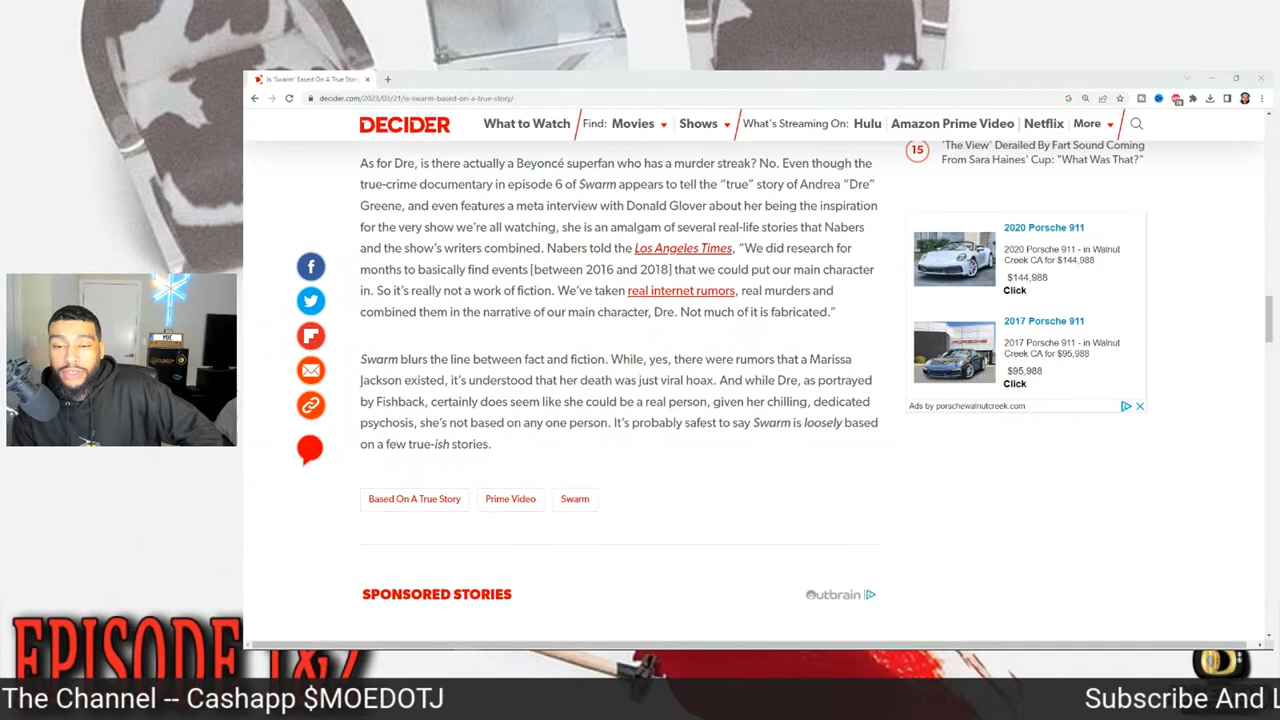 Is 'Swarm' Based On A True Story
decider.com/2023/03/21/is-swarm-based-on-a-true-story/
DECIDER
What to Watch
Find: Movies
Shows
What's Streaming On: Hulu
Amazon Prime Video
Netflix
More
As for Dre, is there actually a Beyoncé superfan who has a murder streak? No. Even though the
true-crime documentary in episode 6 of Swarm appears to tell the “true” story of Andrea “Dre”
Greene, and even features a meta interview with Donald Glover about her being the inspiration
for the very show we’re all watching, she is an amalgam of several real-life stories that Nabers
and the show’s writers combined. Nabers told the Los Angeles Times, “We did research for
months to basically find events [between 2016 and 2018] that we could put our main character
in. So it’s really not a work of fiction. We’ve taken real internet rumors, real murders and
combined them in the narrative of our main character, Dre. Not much of it is fabricated.”
Swarm blurs the line between fact and fiction. While, yes, there were rumors that a Marissa
Jackson existed, it’s understood that her death was just viral hoax. And while Dre, as portrayed
by Fishback, certainly does seem like she could be a real person, given her chilling, dedicated
psychosis, she’s not based on any one person. It’s probably safest to say Swarm is loosely based
on a few true-ish stories.
Based On A True Story
Prime Video
Swarm
SPONSORED STORIES
Outbrain
15
'The View' Derailed By Fart Sound Coming
From Sara Haines' Cup: “What Was That?”
2020 Porsche 911
2020 Porsche 911 - in Walnut
Creek CA for $144,988
$144,988
Click
2017 Porsche 911
2017 Porsche 911 - in Walnut
Creek CA for $95,988
$95,988
Click
Ads by porschewalnutcreek.com
MOE
EPISODE 1&2
The Channel -- Cashapp $MOEDOTJ
Subscribe And L